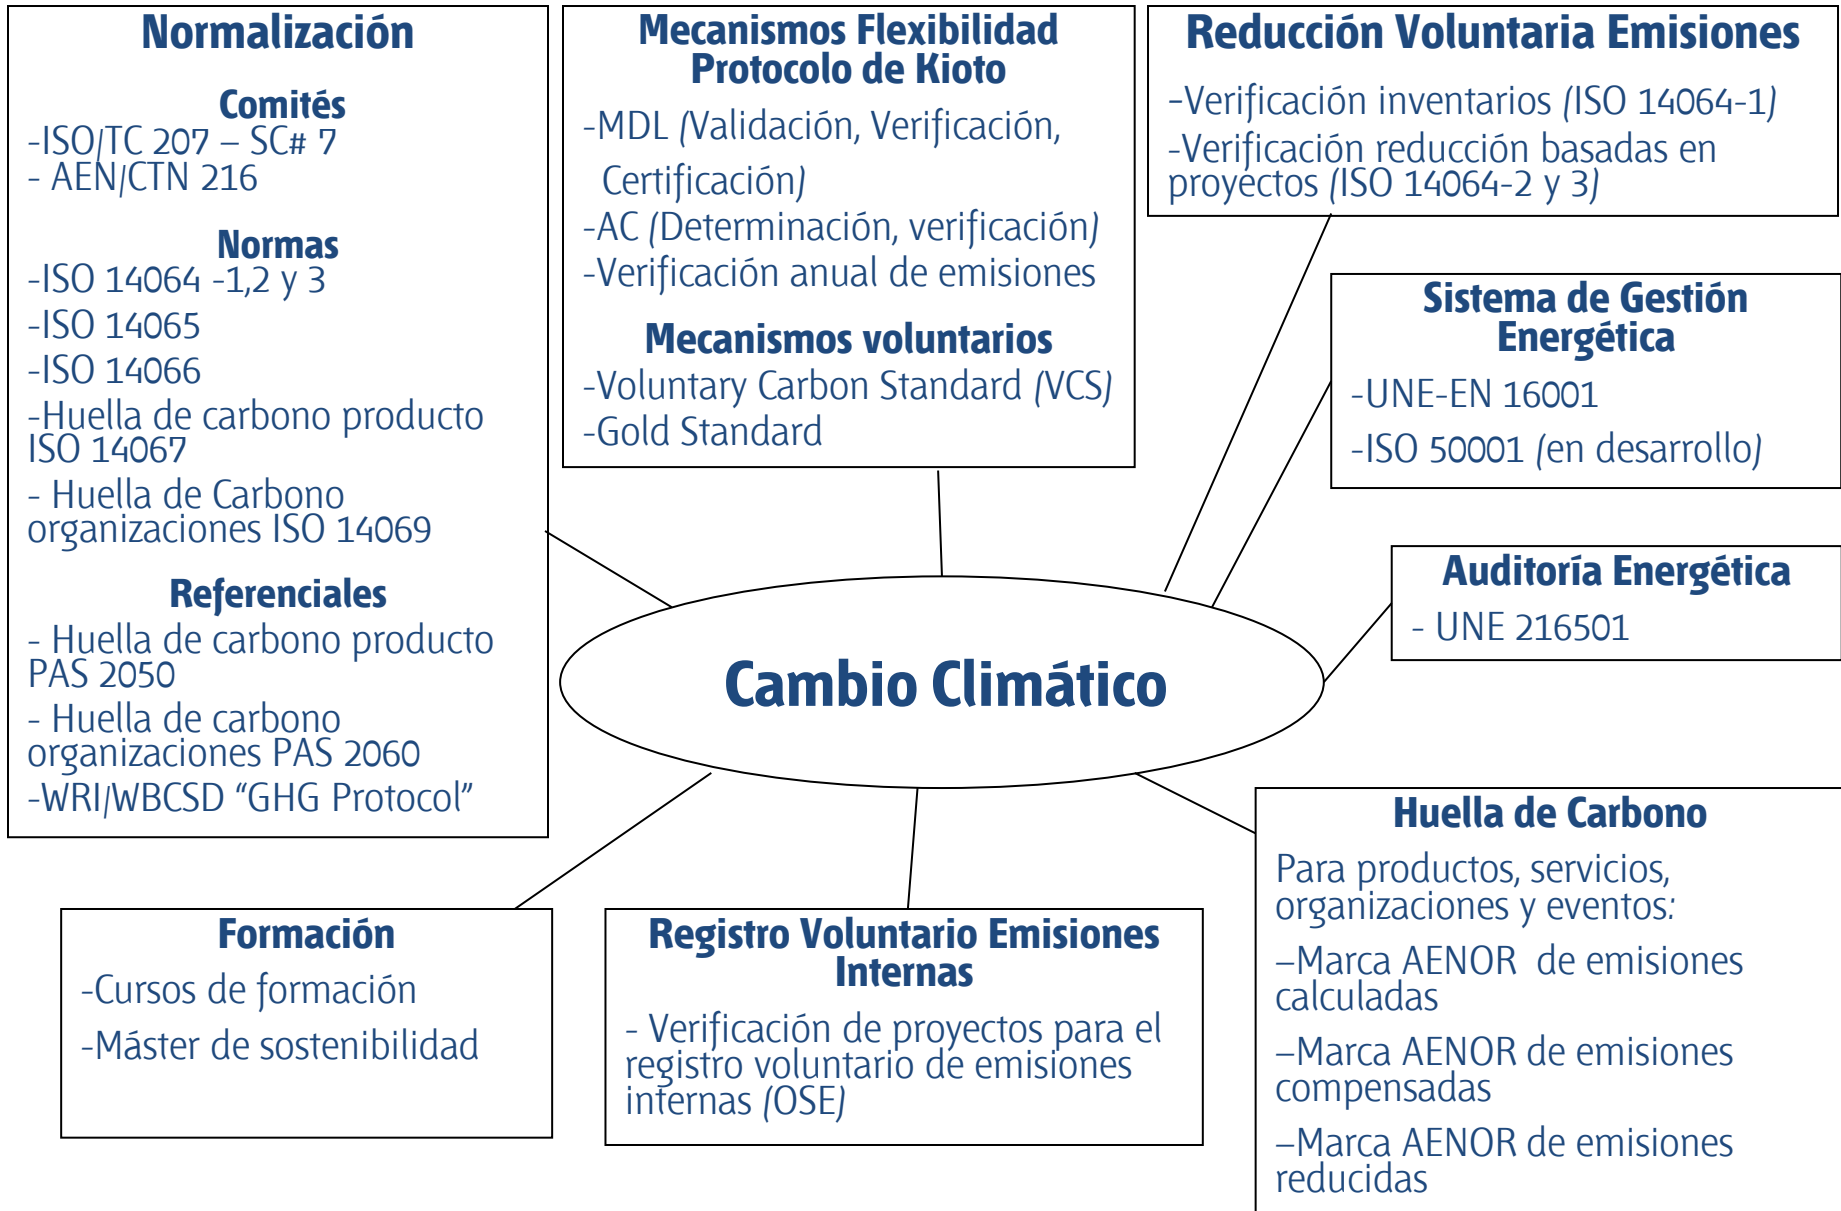 Normalización
Comités
-ISO/TC 207 – SC# 7
- AEN/CTN 216
Normas
-ISO 14064 -1,2 y 3
-ISO 14065
-ISO 14066
-Huella de carbono producto
ISO 14067
- Huella de Carbono
organizaciones ISO 14069
Referenciales
- Huella de carbono producto
PAS 2050
- Huella de carbono
organizaciones PAS 2060
-WRI/WBCSD “GHG Protocol”
Mecanismos Flexibilidad
Protocolo de Kioto
-MDL (Validación, Verificación,
Certificación)
-AC (Determinación, verificación)
-Verificación anual de emisiones
Mecanismos voluntarios
-Voluntary Carbon Standard (VCS)
-Gold Standard
Reducción Voluntaria Emisiones
-Verificación inventarios (ISO 14064-1)
-Verificación reducción basadas en
proyectos (ISO 14064-2 y 3)
Sistema de Gestión
Energética
-UNE-EN 16001
-ISO 50001 (en desarrollo)
Auditoría Energética
- UNE 216501
Cambio Climático
Formación
-Cursos de formación
-Máster de sostenibilidad
Registro Voluntario Emisiones
Internas
- Verificación de proyectos para el
registro voluntario de emisiones
internas (OSE)
Huella de Carbono
Para productos, servicios,
organizaciones y eventos:
–Marca AENOR  de emisiones
calculadas
–Marca AENOR de emisiones
compensadas
–Marca AENOR de emisiones
reducidas